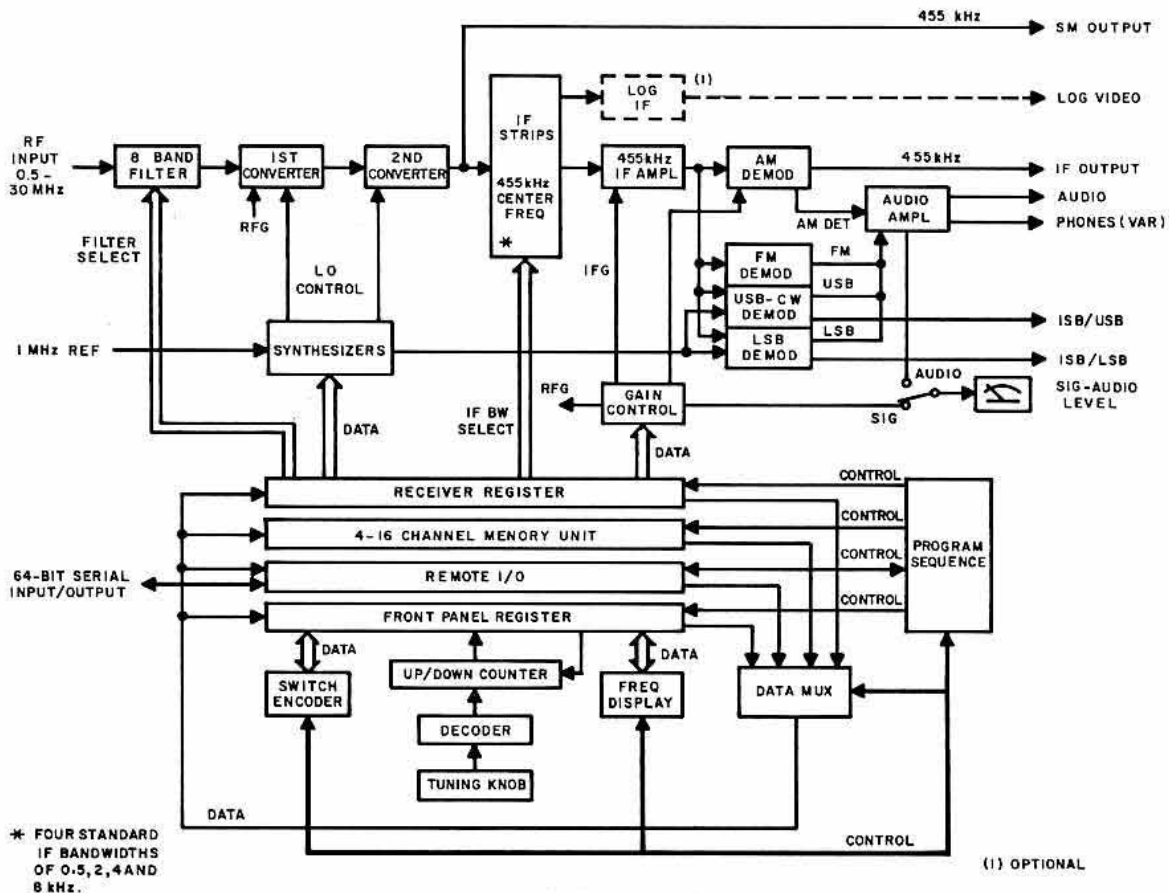 455 kHz
SM OUTPUT
(1)
LOG
IF
LOG VIDEO
IF
STRIPS
455kHz
CENTER
FREQ
*
RF
INPUT
0.5-
30 MHz
8 BAND
FILTER
1ST
CONVERTER
2ND
CONVERTER
455kHz
IF AMPL
AM
DEMOD
455kHz
IF OUTPUT
AUDIO
AMPL
AUDIO
PHONES (VAR)
AM DET
RFG
FILTER
SELECT
LO
CONTROL
IFG
FM
DEMOD
FM
USB-CW
DEMOD
USB
LSB
DEMOD
LSB
ISB/USB
ISB/LSB
1 MHz REF
SYNTHESIZERS
AUDIO
SIG
SIG-AUDIO
LEVEL
RFG
GAIN
CONTROL
IF BW
SELECT
DATA
DATA
RECEIVER REGISTER
CONTROL
4-16 CHANNEL MENORY UNIT
CONTROL
64-BIT SERIAL
INPUT/OUTPUT
REMOTE I/O
CONTROL
FRONT PANEL REGISTER
CONTROL
PROGRAM
SEQUENCE
DATA
SWITCH
ENCODER
UP/DOWN COUNTER
DECODER
TUNING KNOB
DATA
FREQ
DISPLAY
DATA MUX
DATA
CONTROL
* FOUR STANDARD
IF BANDWIDTHS
OF 0.5, 2, 4 AND
8 kHz.
(1) OPTIONAL